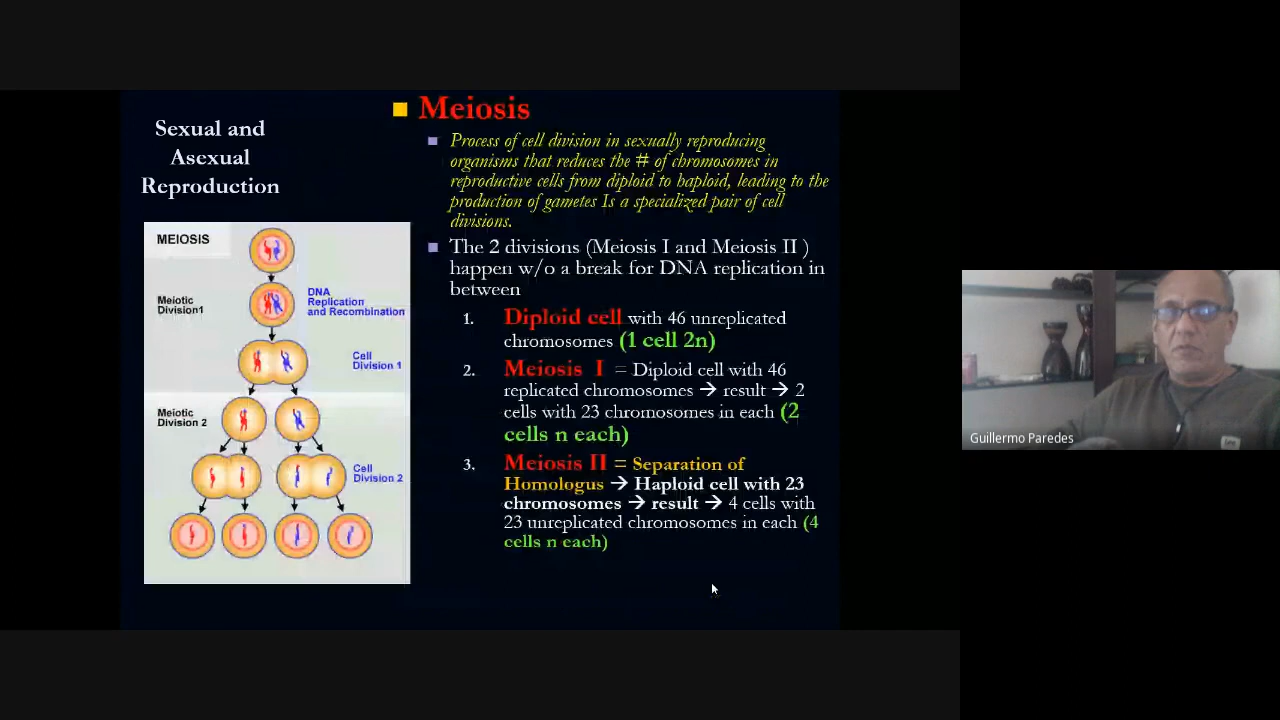 Sexual and
Asexual
Reproduction
MEIOSIS
Meiotic
Division1
DNA
Replication
and Recombination
Cell
Division 1
Meiotic
Division 2
Cell
Division 2
Meiosis
Process of cell division in sexually reproducing
organisms that reduces the # of chromosomes in
reproductive cells from diploid to haploid, leading to the
production of gametes Is a specialized pair of cell
divisions.
The 2 divisions (Meiosis I and Meiosis II )
happen w/o a break for DNA replication in
between
1. Diploid cell with 46 unreplicated
chromosomes (1 cell 2n)
2. Meiosis I = Diploid cell with 46
replicated chromosomes → result → 2
cells with 23 chromosomes in each (2
cells n each)
3. Meiosis II = Separation of
Homologus → Haploid cell with 23
chromosomes → result → 4 cells with
23 unreplicated chromosomes in each (4
cells n each)
Guillermo Paredes